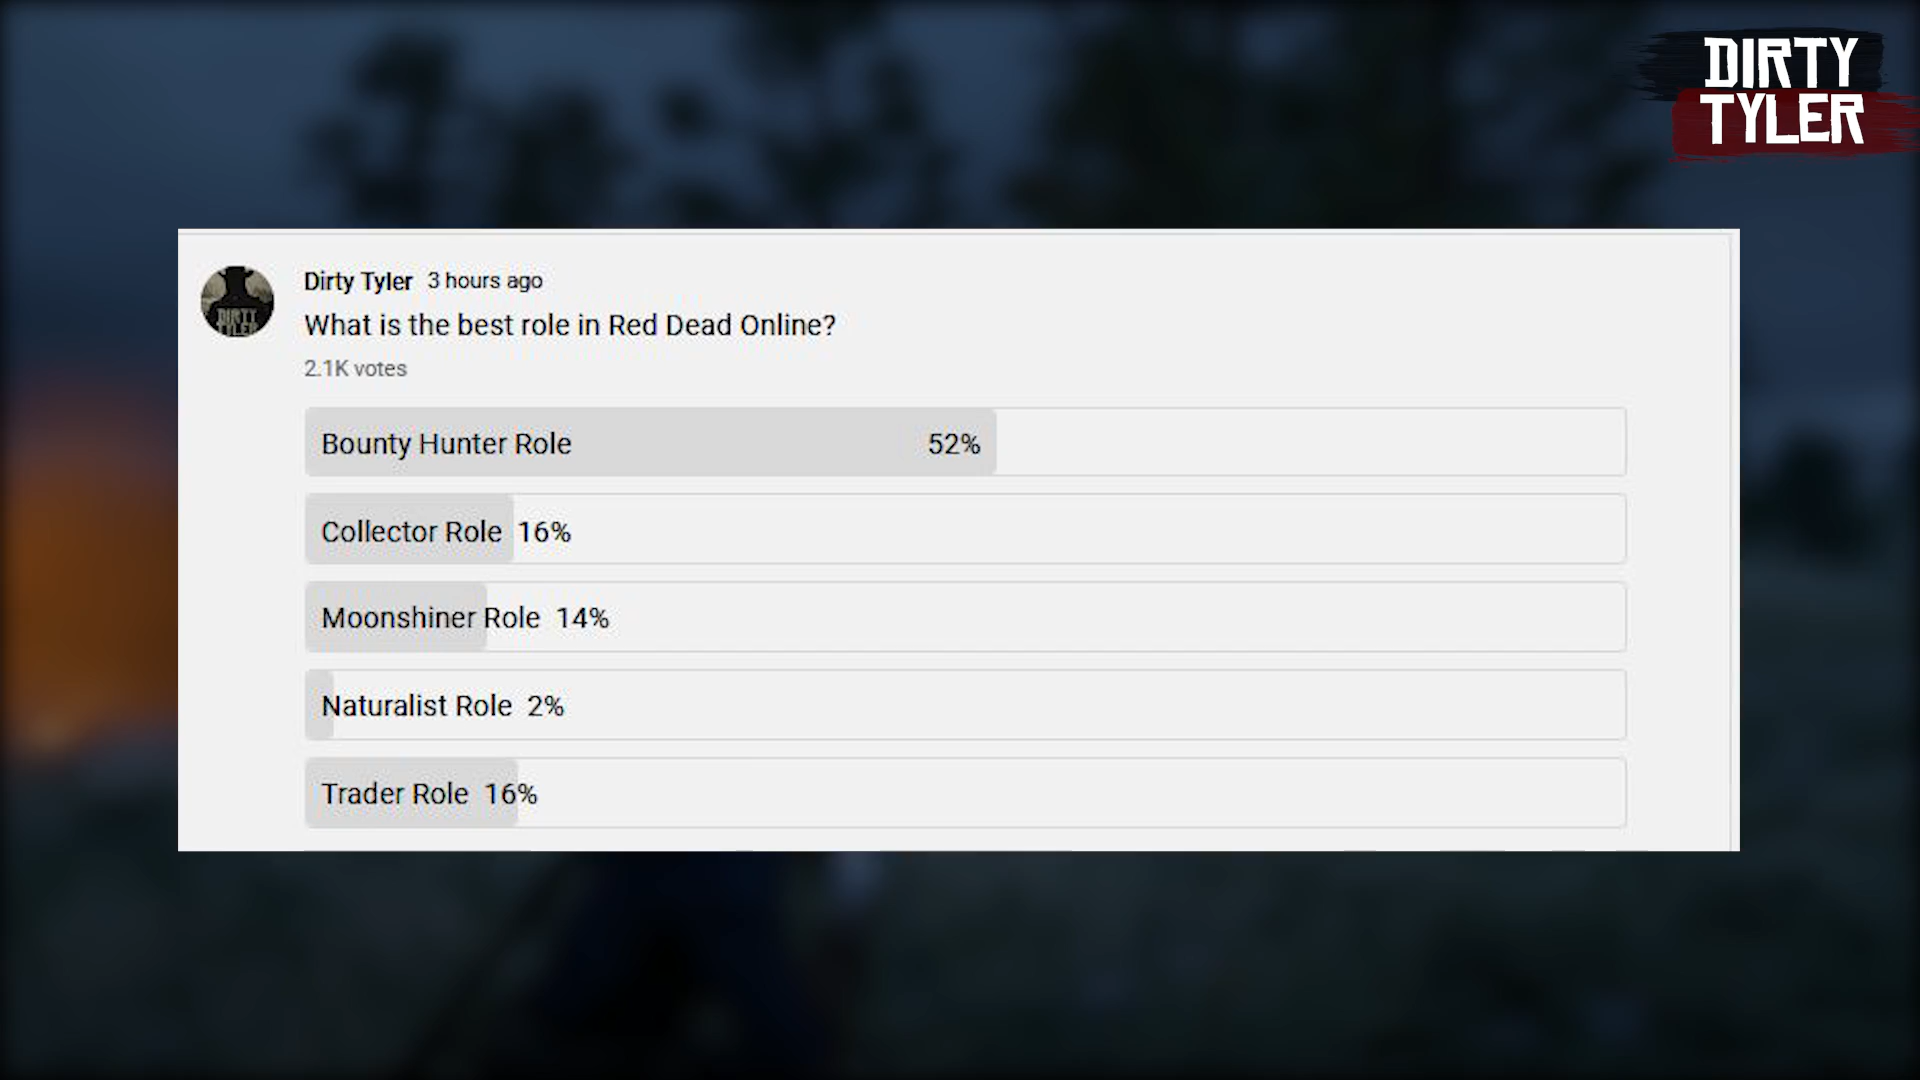 DIRTY
TYLER
Dirty Tyler 3 hours ago
What is the best role in Red Dead Online?
2.1K votes
Bounty Hunter Role 52%
Collector Role 16%
Moonshiner Role 14%
Naturalist Role 2%
Trader Role 16%